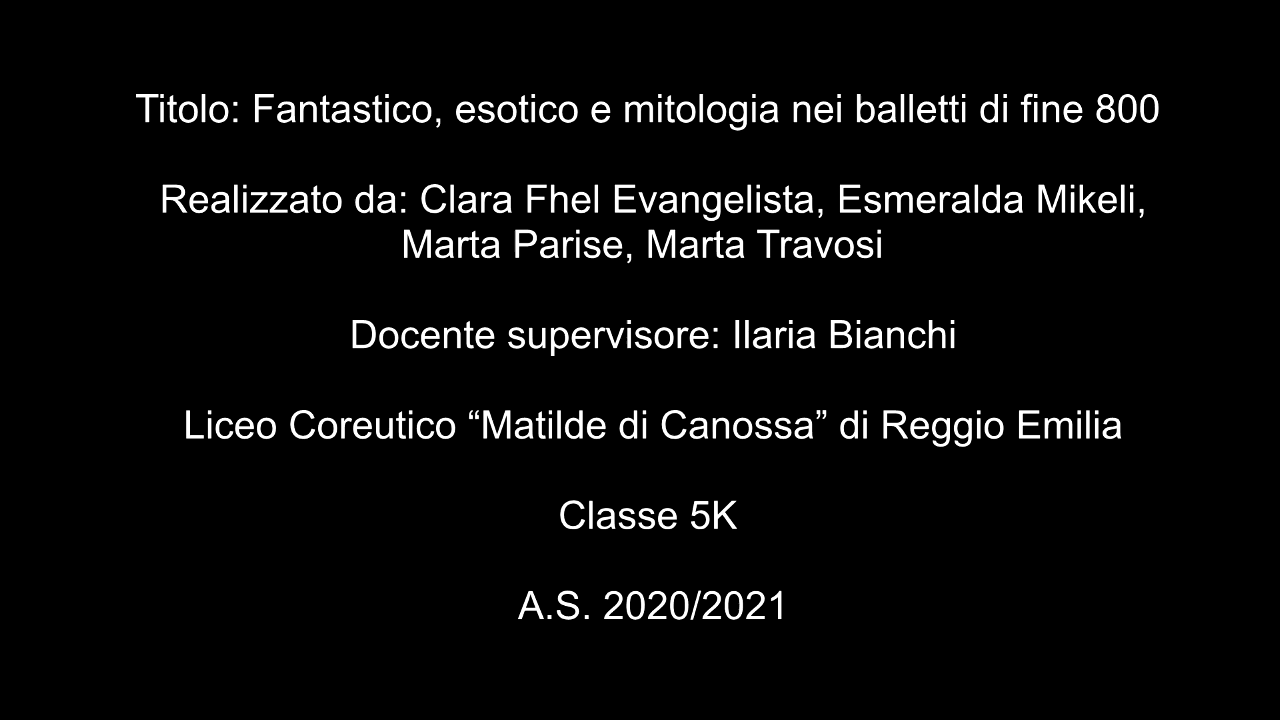 Titolo: Fantastico, esotico e mitologia nei balletti di fine 800
Realizzato da: Clara Fhel Evangelista, Esmeralda Mikeli,
Marta Parise, Marta Travosi
Docente supervisore: Ilaria Bianchi
Liceo Coreutico “Matilde di Canossa” di Reggio Emilia
Classe 5K
A.S. 2020/2021